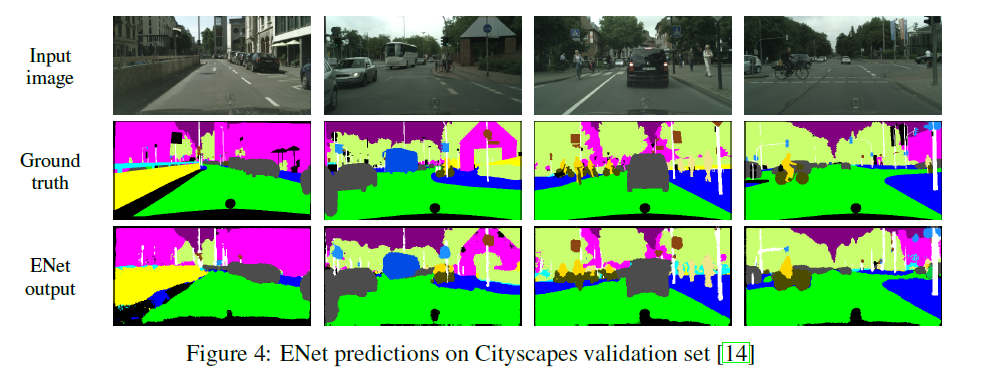 Input
image
Ground
truth
ENet
output
Figure 4: ENet predictions on Cityscapes validation set [14]